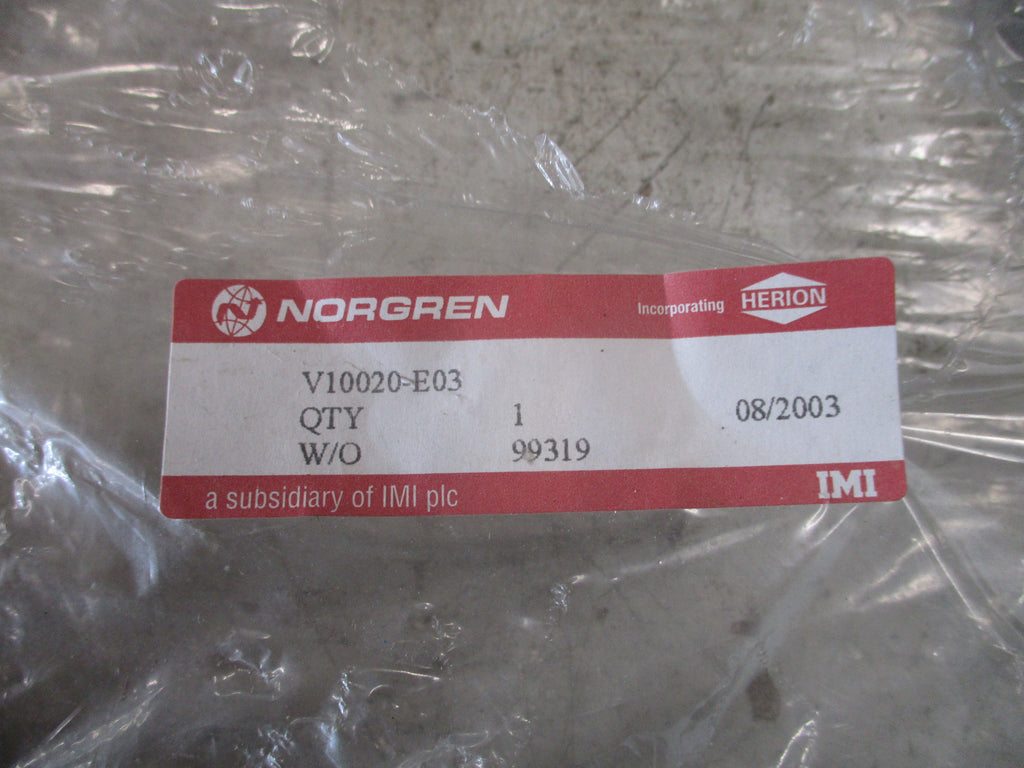 NORGREN Incorporating HERION
V10020-E03
QTY 1 08/2003
W/O 99319
a subsidiary of IMI plc IMI